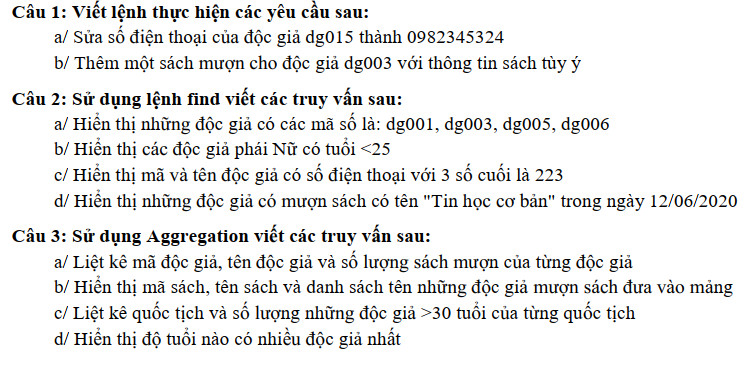 Câu 1: Viết lệnh thực hiện các yêu cầu sau:
a/ Sửa số điện thoại của độc giả dg015 thành 0982345324
b/ Thêm một sách mượn cho độc giả dg003 với thông tin sách tùy ý
Câu 2: Sử dụng lệnh find viết các truy vấn sau:
a/ Hiển thị những độc giả có các mã số là: dg001, dg003, dg005, dg006
b/ Hiển thị các độc giả phái Nữ có tuổi <25
c/ Hiển thị mã và tên độc giả có số điện thoại với 3 số cuối là 223
d/ Hiển thị những độc giả có mượn sách có tên "Tin học cơ bản" trong ngày 12/06/2020
Câu 3: Sử dụng Aggregation viết các truy vấn sau:
a/ Liệt kê mã độc giả, tên độc giả và số lượng sách mượn của từng độc giả
b/ Hiển thị mã sách, tên sách và danh sách tên những độc giả mượn sách đưa vào mảng
c/ Liệt kê quốc tịch và số lượng những độc giả >30 tuổi của từng quốc tịch
d/ Hiển thị độ tuổi nào có nhiều độc giả nhất